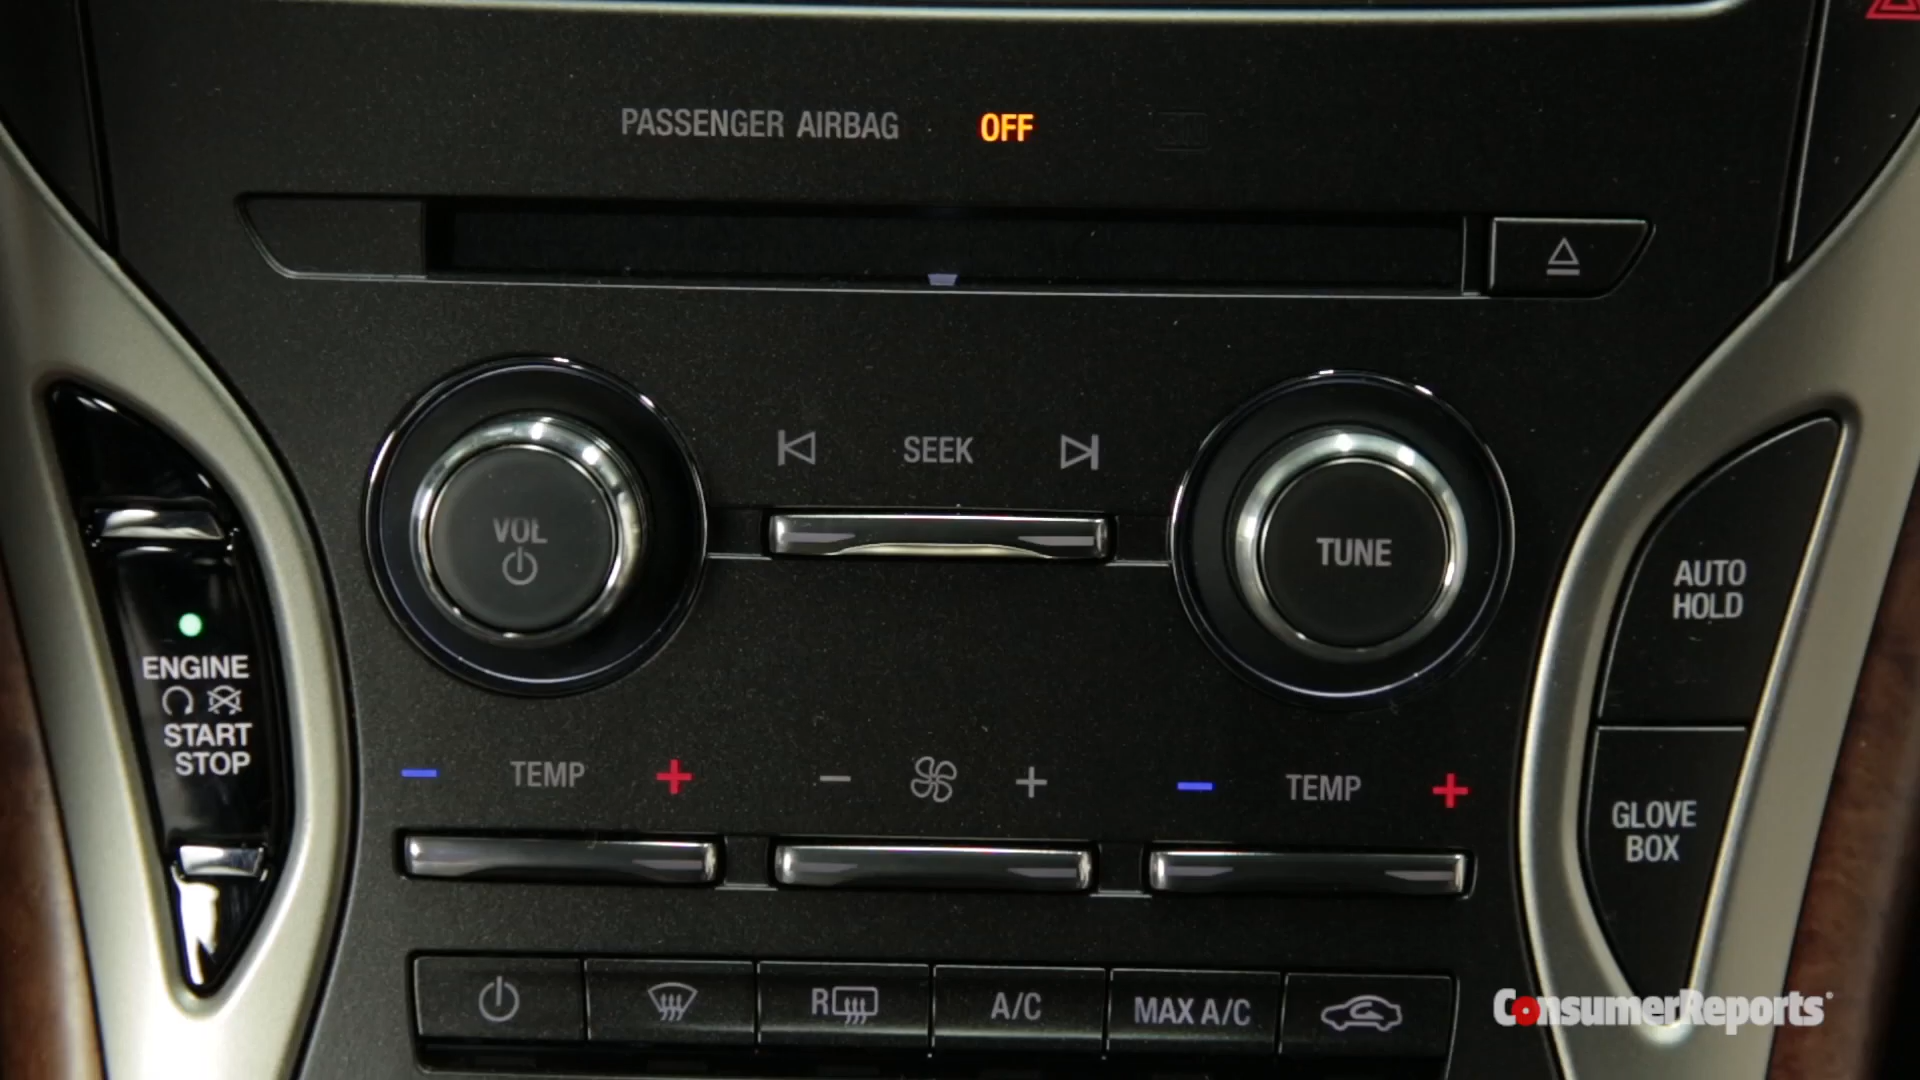 PASSENGER AIRBAG OFF
SEEK
VOL
TUNE
AUTO
HOLD
ENGINE
START
STOP
− TEMP +
− +
− TEMP +
GLOVE
BOX
R
A/C
MAX A/C
ConsumerReports